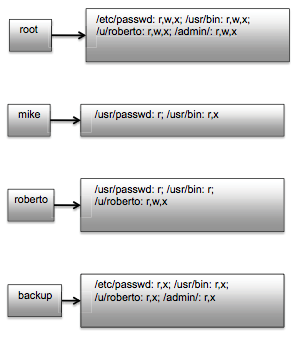 root
/etc/passwd: r,w,x; /usr/bin: r,w,x;
/u/roberto: r,w,x; /admin/: r,w,x
mike
/usr/passwd: r; /usr/bin: r,x
roberto
/usr/passwd: r; /usr/bin: r;
/u/roberto: r,w,x
backup
/etc/passwd: r,x; /usr/bin: r,x;
/u/roberto: r,x; /admin/: r,x